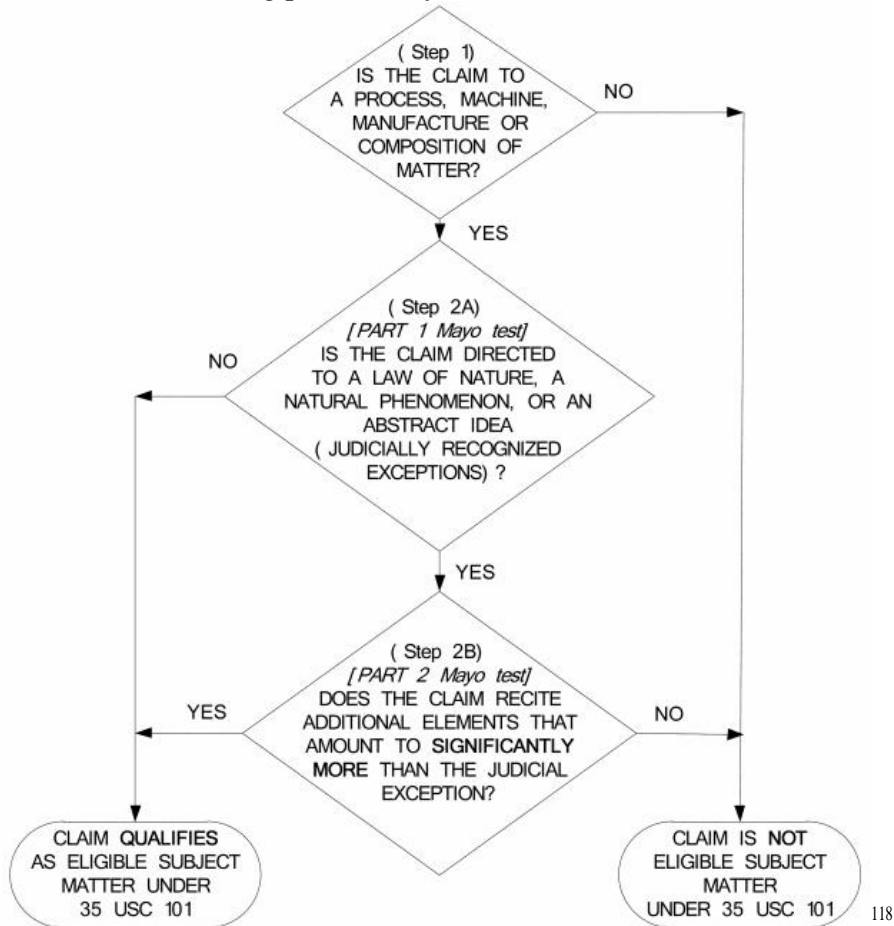 ( Step 1)
IS THE CLAIM TO
A PROCESS, MACHINE,
MANUFACTURE OR
COMPOSITION OF
MATTER?
NO
YES
( Step 2A)
[PART 1 Mayo test]
IS THE CLAIM DIRECTED
TO A LAW OF NATURE, A
NATURAL PHENOMENON, OR AN
ABSTRACT IDEA
( JUDICIALLY RECOGNIZED
EXCEPTIONS) ?
NO
YES
( Step 2B)
[PART 2 Mayo test]
DOES THE CLAIM RECITE
ADDITIONAL ELEMENTS THAT
AMOUNT TO SIGNIFICANTLY
MORE THAN THE JUDICIAL
EXCEPTION?
YES
NO
CLAIM QUALIFIES
AS ELIGIBLE SUBJECT
MATTER UNDER
35 USC 101
CLAIM IS NOT
ELIGIBLE SUBJECT
MATTER
UNDER 35 USC 101
118